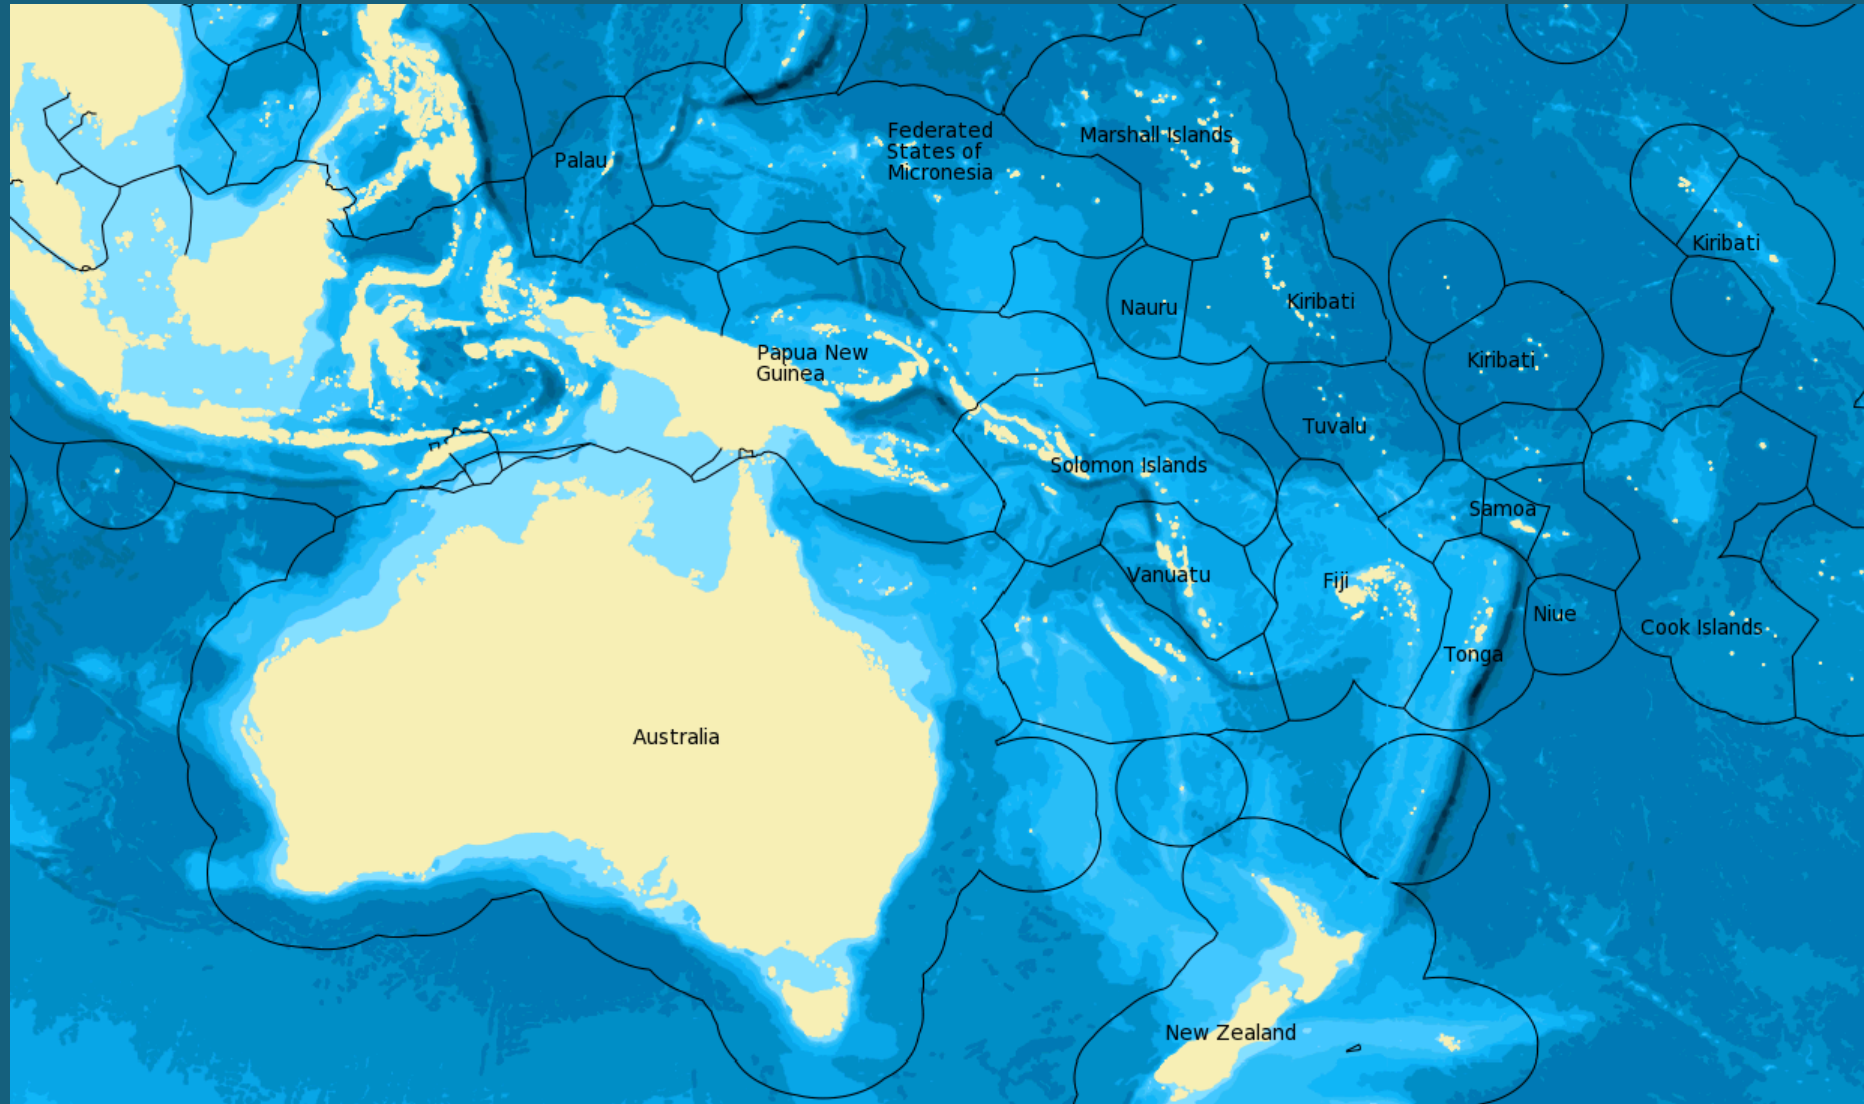 Federated
States of
Micronesia
Marshall Islands
Palau
Kiribati
Nauru
Kiribati
Papua New
Guinea
Kiribati
Tuvalu
Solomon Islands
Samoa
Vanuatu
Fiji
Niue
Cook Islands
Tonga
Australia
New Zealand